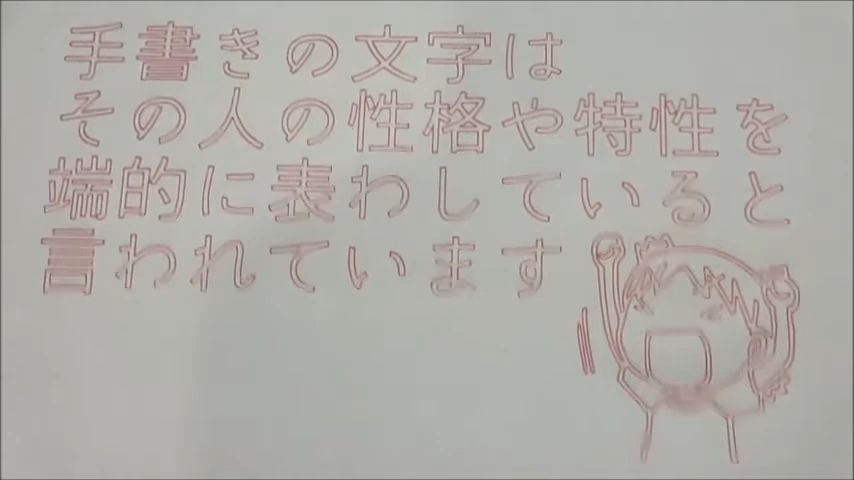 手書きの文字は
その人の性格や特性を
端的に表わしていると
言われています